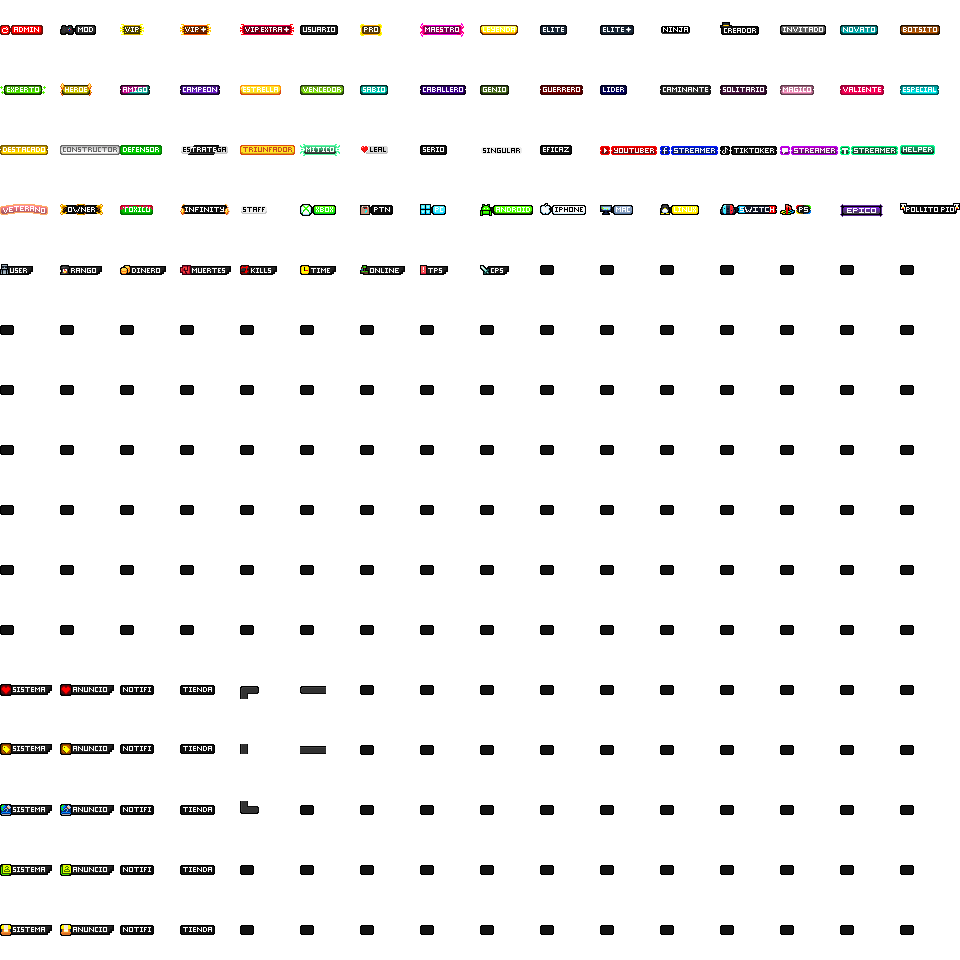 ADMIN MOD VIP VIP+ VIP EXTRA+ USUARIO PRO MAESTRO ELITE ELITE+ NINJA CREADOR INVITADO NOVATO BOTSITO
EXPERTO HEROE AMIGO CAMPEON ESTRELLA VENCEDOR SABIO CABALLERO GENIO GUERRERO LIDER CAMINANTE SOLITARIO MAGICO VALIENTE ESPECIAL
DESTACADO CONSTRUCTOR DEFENSOR ESTRATEGA TRIUNFADOR MITICO LEAL SERIO SINGULAR EFICAZ YOUTUBER STREAMER TIKTOKER STREAMER STREAMER HELPER
VETERANO OWNER TOXICO INFINITY STAFF XBOX PTN ANDROID IPHONE MAC SWITCH PS EPICO POLLITO PIO
USER RANGO DINERO MUERTES KILLS TIME ONLINE TPS CPS
SISTEMA ANUNCIO NOTIFI TIENDA
SISTEMA ANUNCIO NOTIFI TIENDA
SISTEMA ANUNCIO NOTIFI TIENDA
SISTEMA ANUNCIO NOTIFI TIENDA
SISTEMA ANUNCIO NOTIFI TIENDA